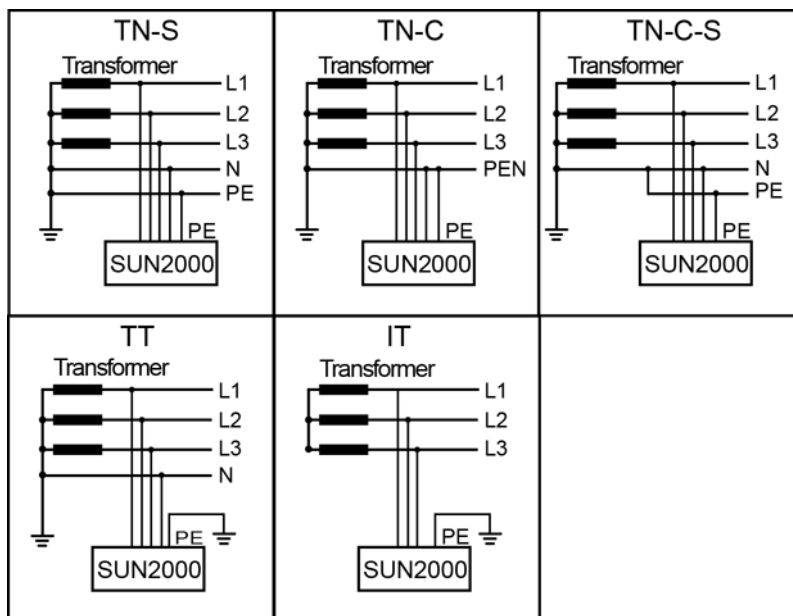 TN-S
Transformer
L1
L2
L3
N
PE
PE
SUN2000
TN-C
Transformer
L1
L2
L3
PEN
PE
SUN2000
TN-C-S
Transformer
L1
L2
L3
N
PE
PE
SUN2000
TT
Transformer
L1
L2
L3
N
PE
SUN2000
IT
Transformer
L1
L2
L3
PE
SUN2000